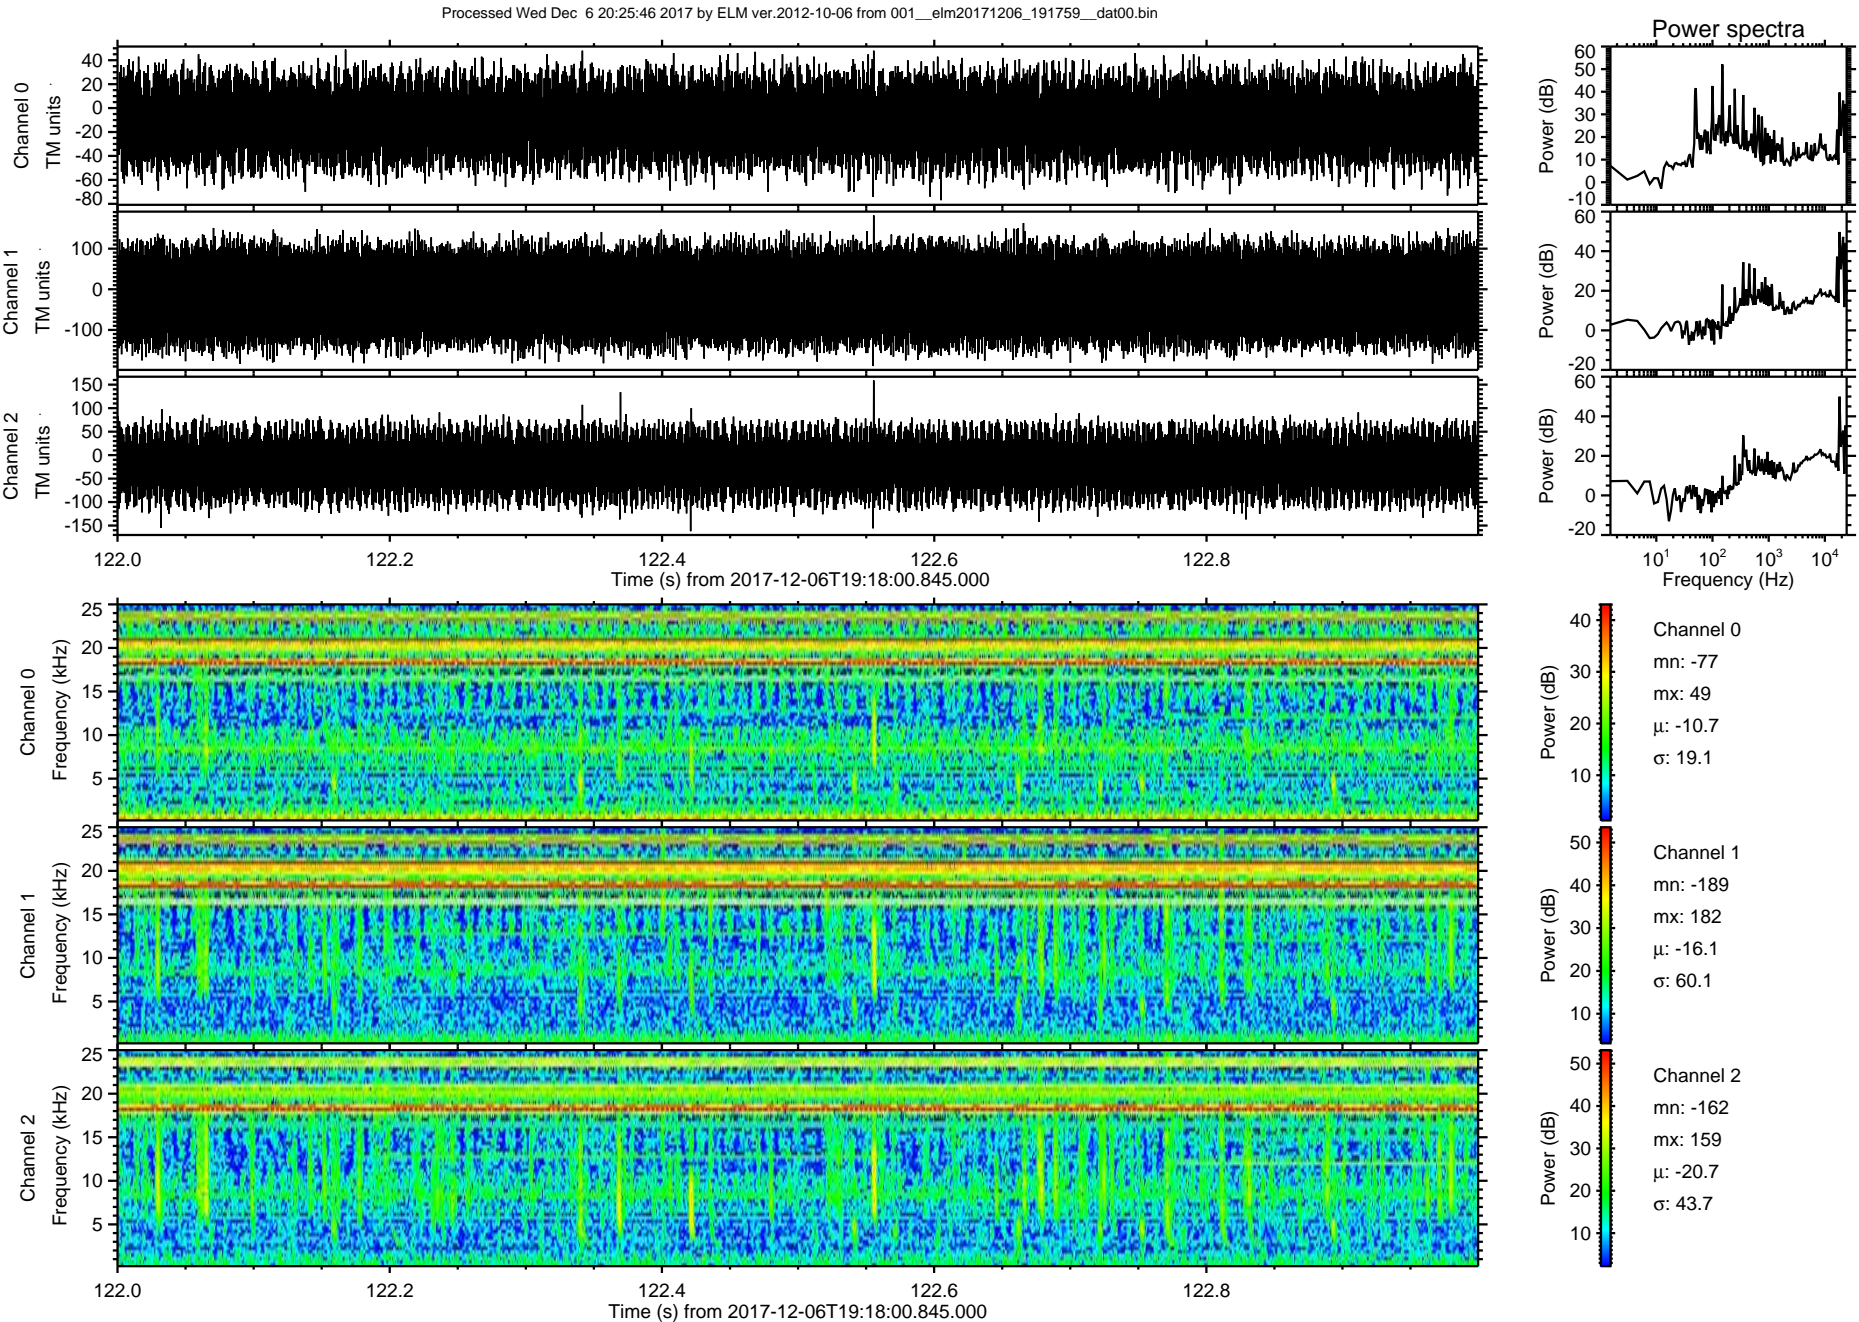 Processed Wed Dec  6 20:25:46 2017 by ELM ver.2012-10-06 from 001__elm20171206_191759__dat00.bin
Power spectra
Channel 0
TM units
40
20
0
-20
-40
-60
-80
Power (dB)
60
50
40
30
20
10
0
-10
Channel 1
TM units
100
0
-100
Power (dB)
60
40
20
0
-20
Channel 2
TM units
150
100
50
0
-50
-100
-150
Power (dB)
60
40
20
0
-20
122.0 122.2 122.4 122.6 122.8
Time (s) from 2017-12-06T19:18:00.845.000
10¹ 10² 10³ 10⁴
Frequency (Hz)
Channel 0
Frequency (kHz)
25
20
15
10
5
Power (dB)
40
30
20
10
Channel 0
mn: -77
mx: 49
μ: -10.7
σ: 19.1
Channel 1
Frequency (kHz)
25
20
15
10
5
Power (dB)
50
40
30
20
10
Channel 1
mn: -189
mx: 182
μ: -16.1
σ: 60.1
Channel 2
Frequency (kHz)
25
20
15
10
5
Power (dB)
50
40
30
20
10
Channel 2
mn: -162
mx: 159
μ: -20.7
σ: 43.7
122.0 122.2 122.4 122.6 122.8
Time (s) from 2017-12-06T19:18:00.845.000